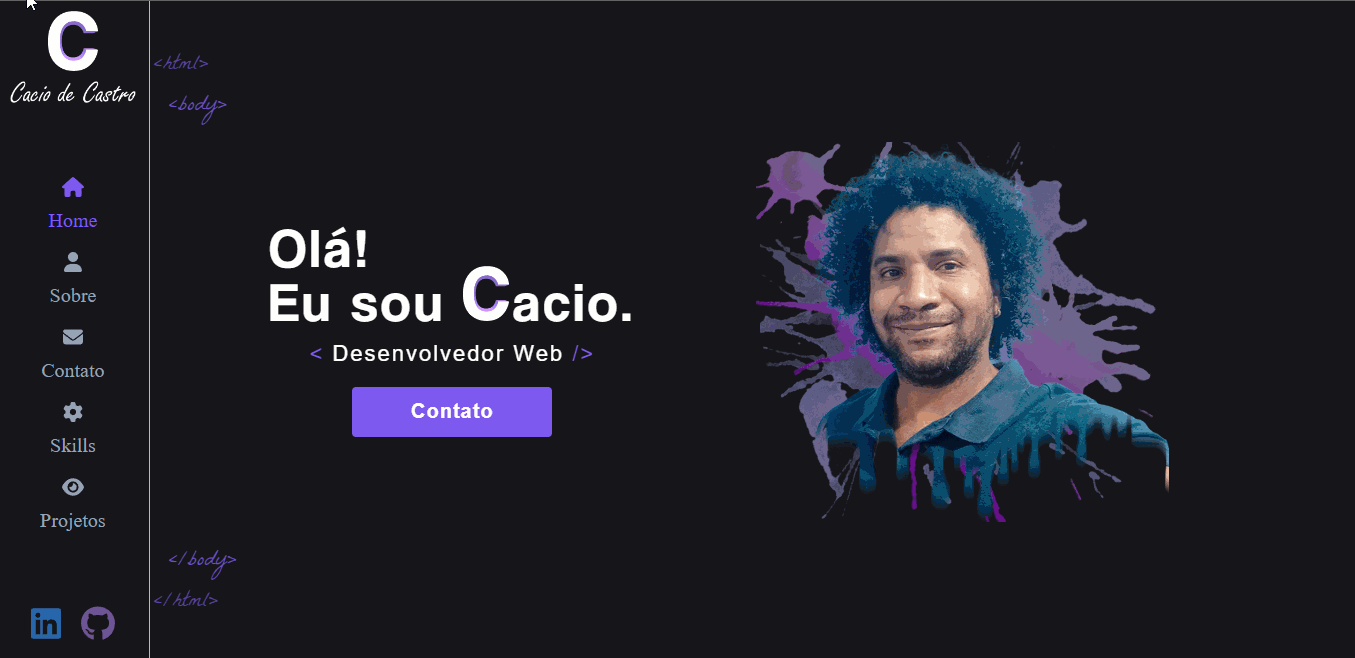 C
Cacio de Castro
Home
Sobre
Contato
Skills
Projetos
in
<html>
<body>
Olá!
Eu sou Cacio.
< Desenvolvedor Web />
Contato
</body>
</html>